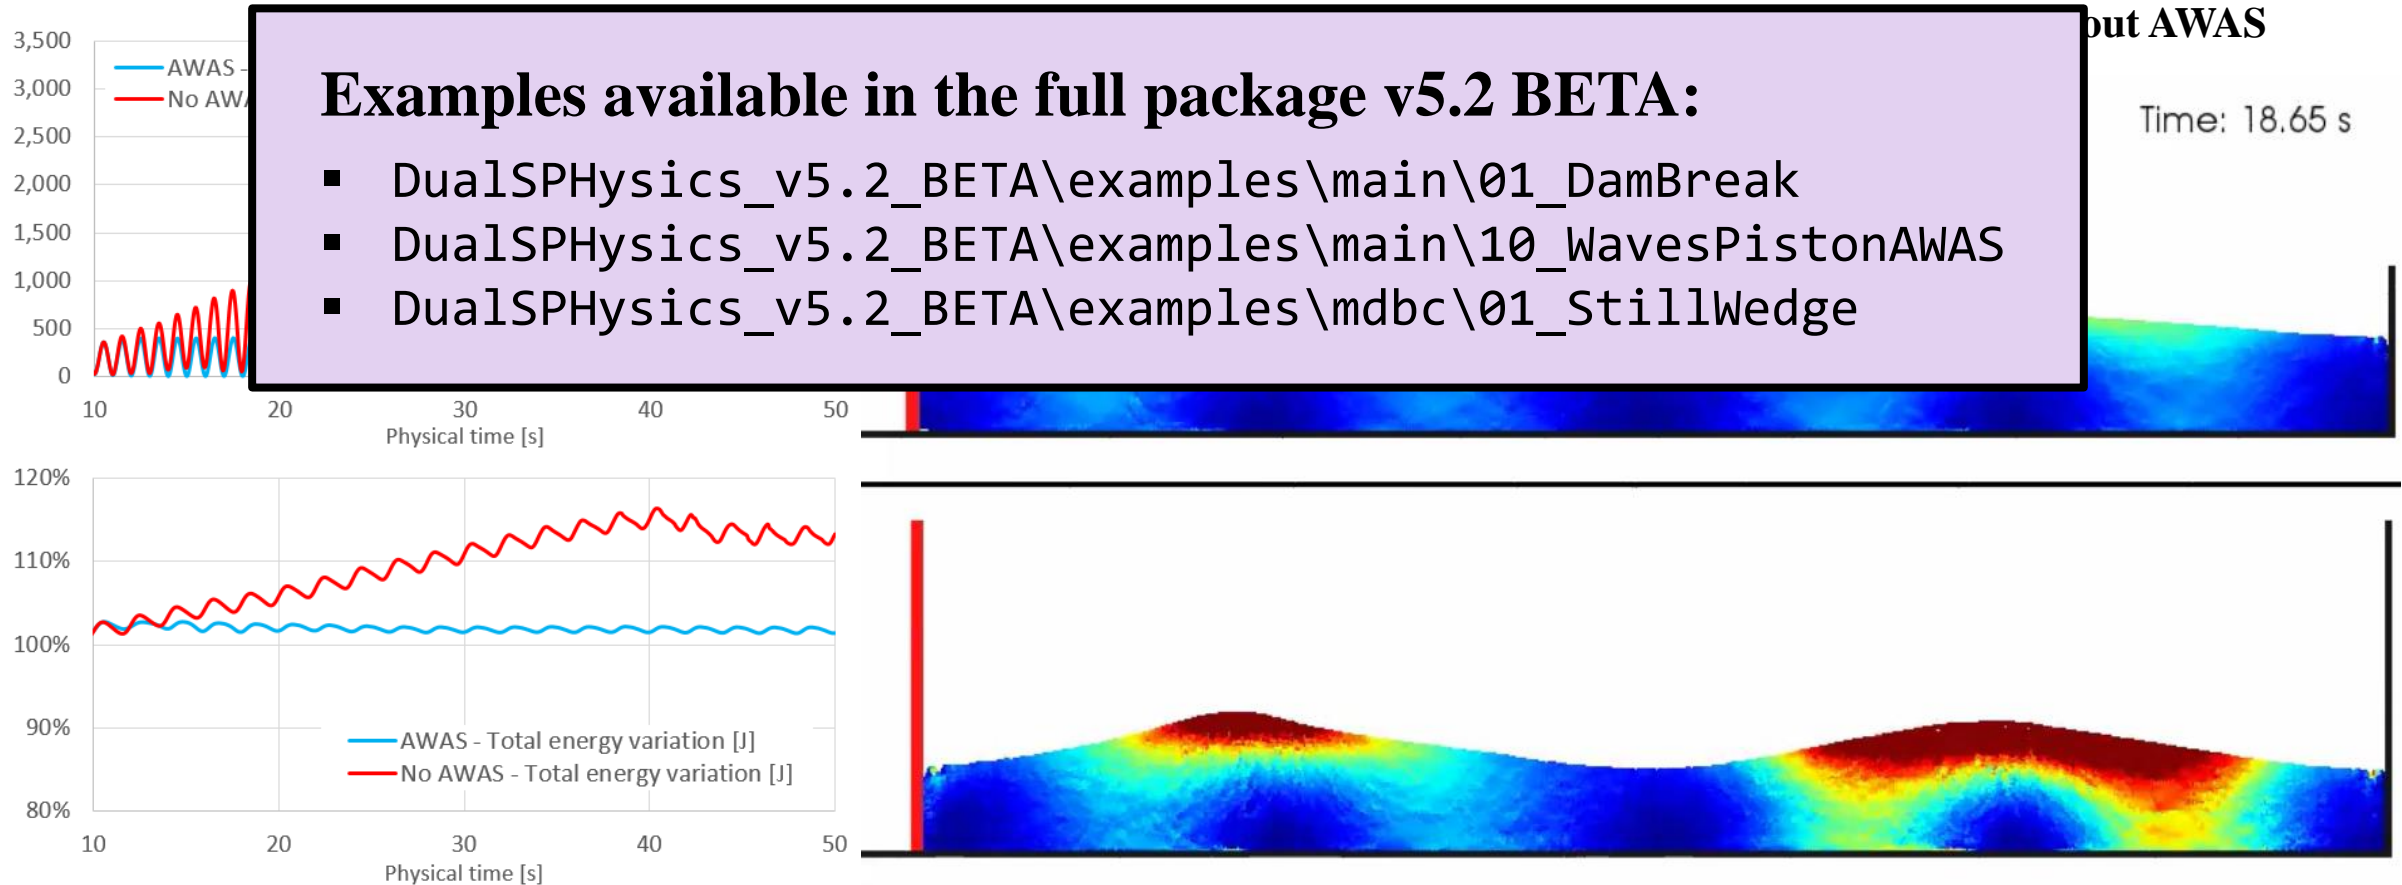 out AWAS
3,500
3,000
2,500
2,000
1,500
1,000
500
0
AWAS -
No AWA
Examples available in the full package v5.2 BETA:
▪ DualSPHysics_v5.2_BETA\examples\main\01_DamBreak
▪ DualSPHysics_v5.2_BETA\examples\main\10_WavesPistonAWAS
▪ DualSPHysics_v5.2_BETA\examples\mdbc\01_StillWedge
Time: 18.65 s
10 20 30 40 50
Physical time [s]
120%
110%
100%
90%
80%
AWAS - Total energy variation [J]
No AWAS - Total energy variation [J]
10 20 30 40 50
Physical time [s]